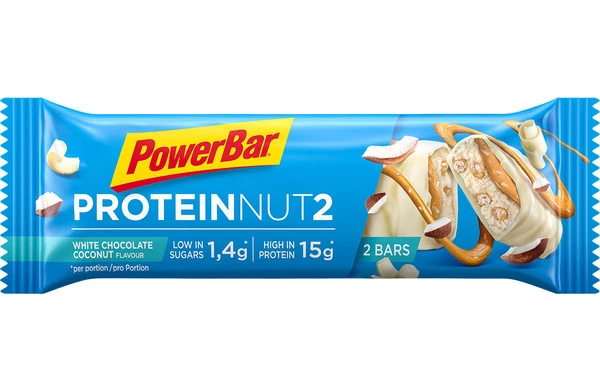 PowerBar
PROTEINNUT2
WHITE CHOCOLATE
COCONUT FLAVOUR
LOW IN
SUGARS 1,4g*
HIGH IN
PROTEIN 15g*
2 BARS
*per portion/pro Portion